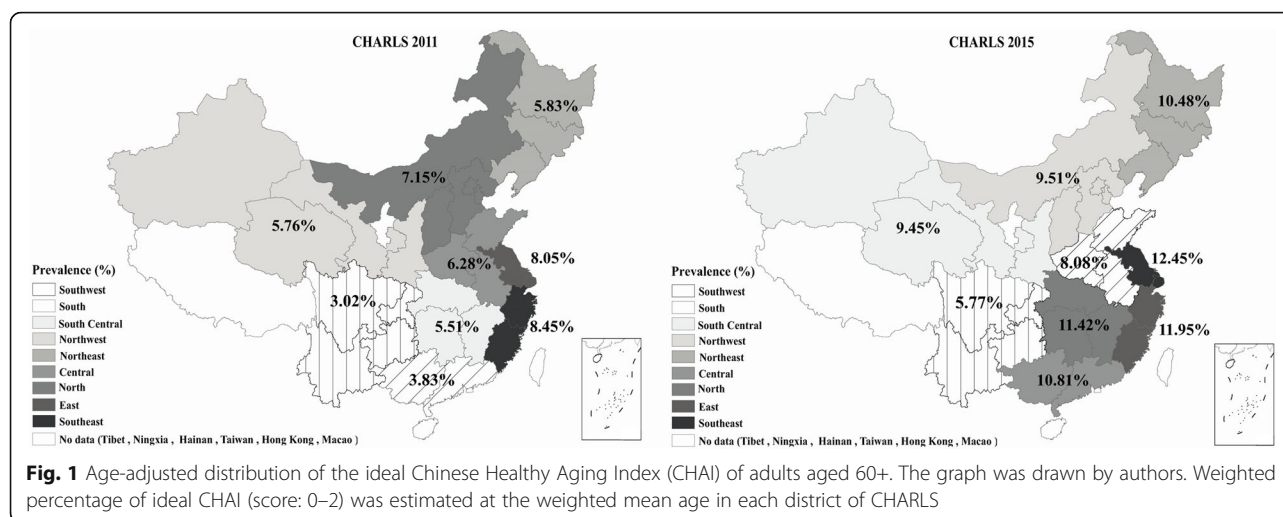 CHARLS 2011
5.83%
7.15%
5.76%
6.28%
8.05%
3.02%
5.51%
8.45%
3.83%
Prevalence (%)
Southwest
South
South Central
Northwest
Northeast
Central
North
East
Southeast
No data (Tibet , Ningxia , Hainan , Taiwan , Hong Kong , Macao )
CHARLS 2015
10.48%
9.51%
9.45%
8.08%
12.45%
5.77%
11.42%
11.95%
10.81%
Prevalence (%)
Southwest
South
South Central
Northwest
Northeast
Central
North
East
Southeast
No data (Tibet , Ningxia , Hainan , Taiwan , Hong Kong , Macao )
Fig. 1 Age-adjusted distribution of the ideal Chinese Healthy Aging Index (CHAI) of adults aged 60+. The graph was drawn by authors. Weighted
percentage of ideal CHAI (score: 0–2) was estimated at the weighted mean age in each district of CHARLS